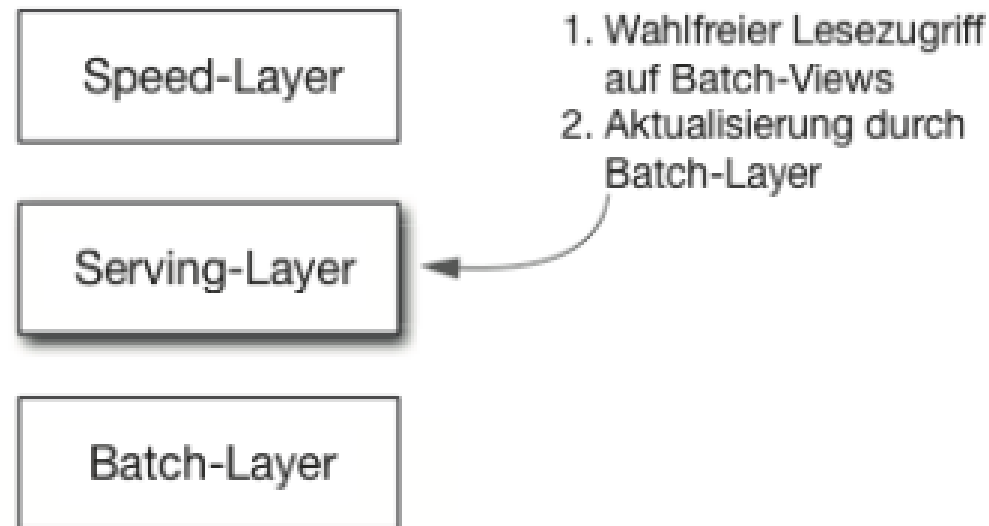 Speed-Layer
1. Wahlfreier Lesezugriff
auf Batch-Views
2. Aktualisierung durch
Batch-Layer
Serving-Layer
Batch-Layer